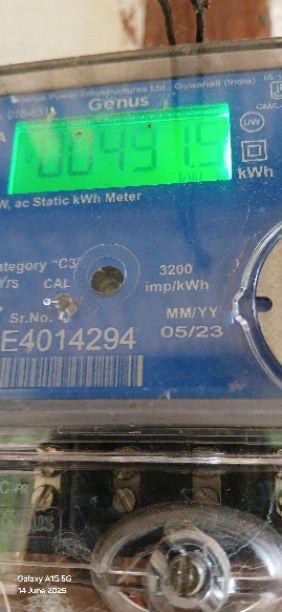 Genus Power Infrastructures Ltd., Guwahati (India)
Genus
00491.5
kW
kWh
W, ac Static kWh Meter
ategory "C3"
Yrs CAL
3200
imp/kWh
Sr.No.
MM/YY
E4014294
05/23
Galaxy A15 5G
14 June 2025